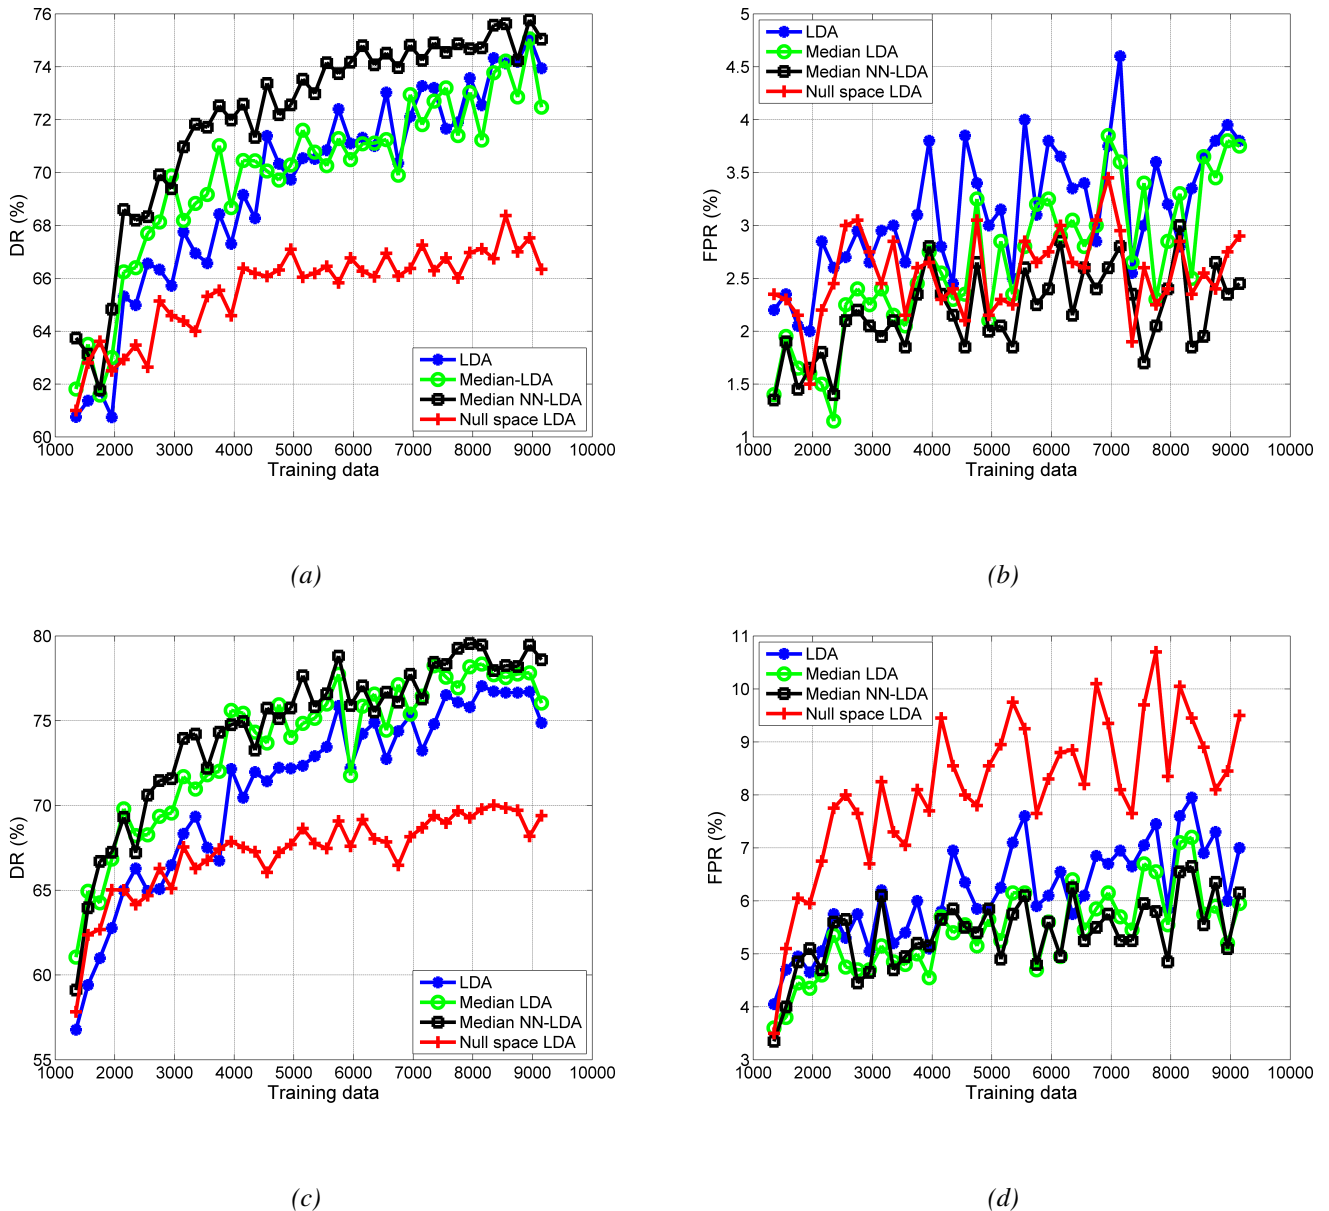 76
74
72
70
68
66
64
62
60
DR (%)
LDA
Median-LDA
Median NN-LDA
Null space LDA
1000 2000 3000 4000 5000 6000 7000 8000 9000 10000
Training data
(a)
5
4.5
4
3.5
3
2.5
2
1.5
1
FPR (%)
LDA
Median LDA
Median NN-LDA
Null space LDA
1000 2000 3000 4000 5000 6000 7000 8000 9000 10000
Training data
(b)
80
75
70
65
60
55
DR (%)
LDA
Median LDA
Median NN-LDA
Null space LDA
1000 2000 3000 4000 5000 6000 7000 8000 9000 10000
Training data
(c)
11
10
9
8
7
6
5
4
3
FPR (%)
LDA
Median LDA
Median NN-LDA
Null space LDA
1000 2000 3000 4000 5000 6000 7000 8000 9000 10000
Training data
(d)